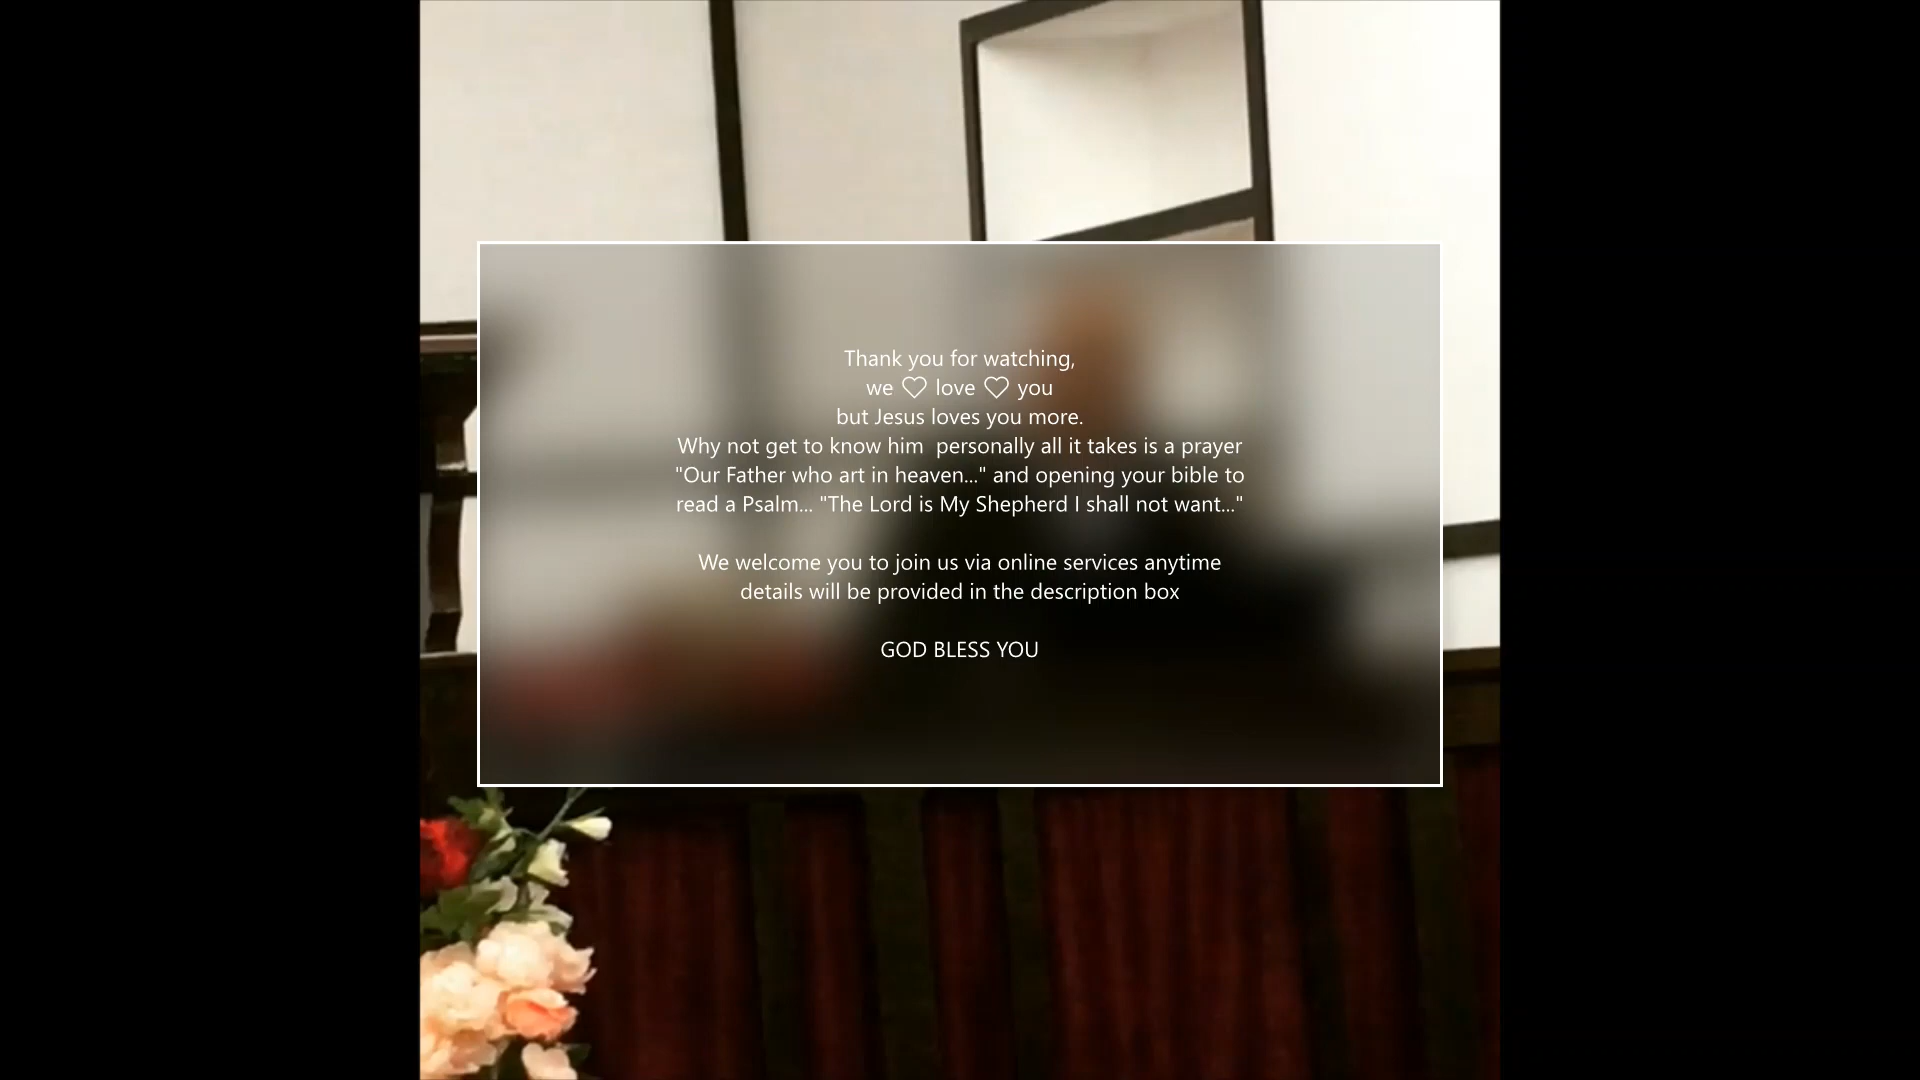 Thank you for watching,
we ♡ love ♡ you
but Jesus loves you more.
Why not get to know him  personally all it takes is a prayer
"Our Father who art in heaven..." and opening your bible to
read a Psalm... "The Lord is My Shepherd I shall not want..."
We welcome you to join us via online services anytime
details will be provided in the description box
GOD BLESS YOU